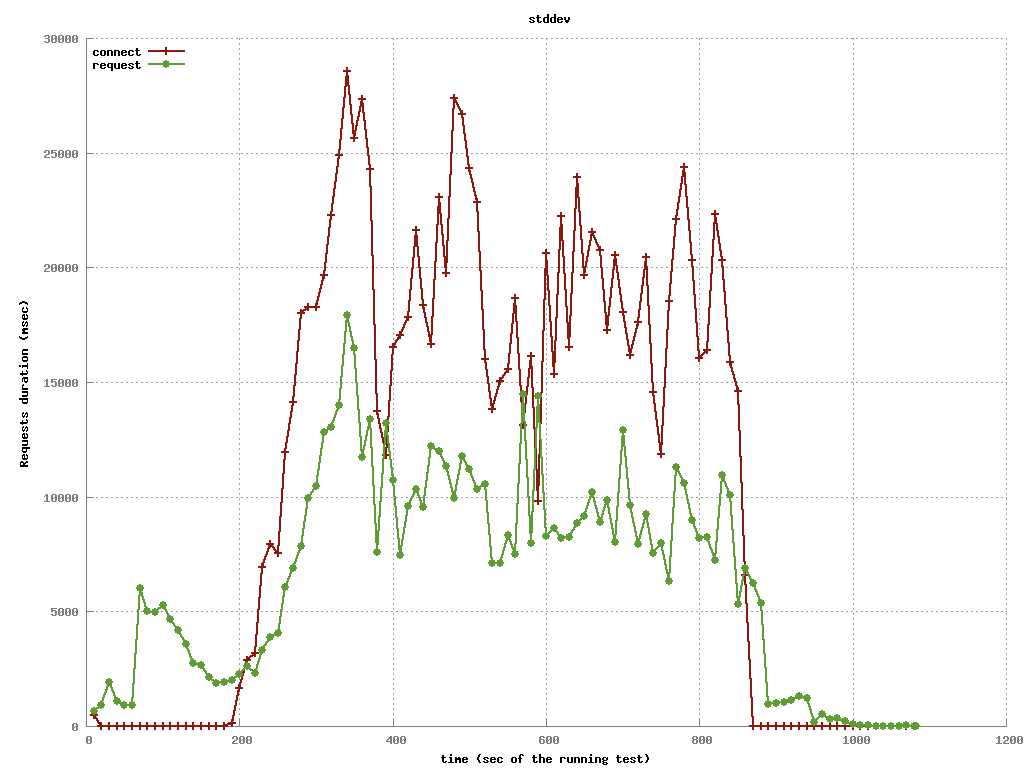 stddev
30000
25000
20000
15000
10000
5000
0
connect
request
Requests duration (msec)
0 200 400 600 800 1000 1200
time (sec of the running test)